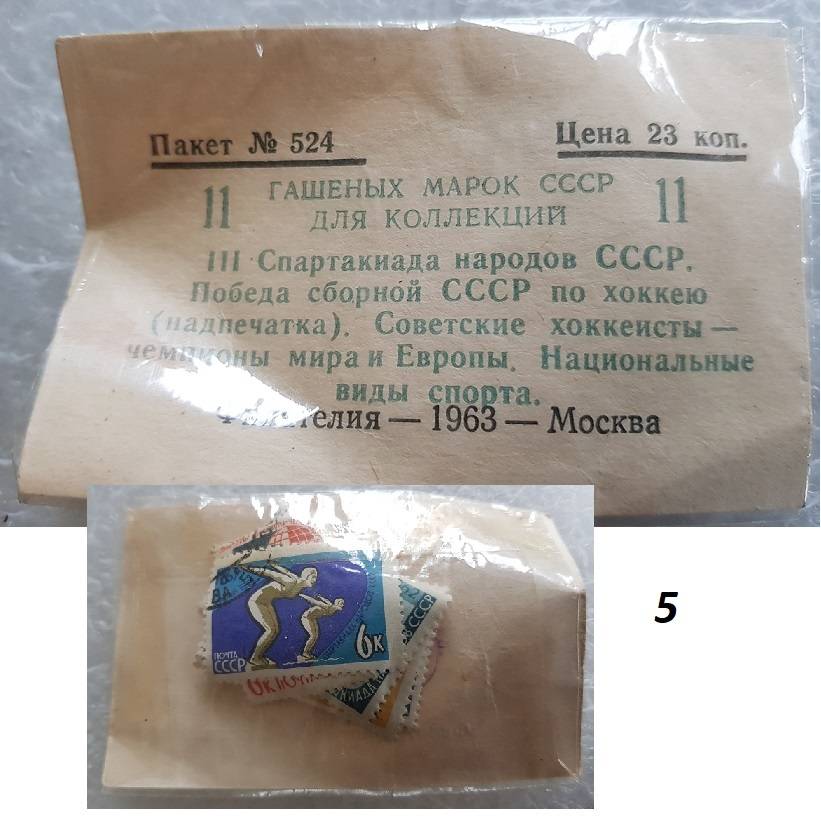 Пакет № 524
Цена 23 коп.
11 ГАШЕНЫХ МАРОК СССР 11
ДЛЯ КОЛЛЕКЦИЙ
III Спартакиада народов СССР.
Победа сборной СССР по хоккею
(надпечатка). Советские хоккеисты —
чемпионы мира и Европы. Национальные
виды спорта.
Филателия — 1963 — Москва
ПОЧТА
СССР
6К
СССР
5